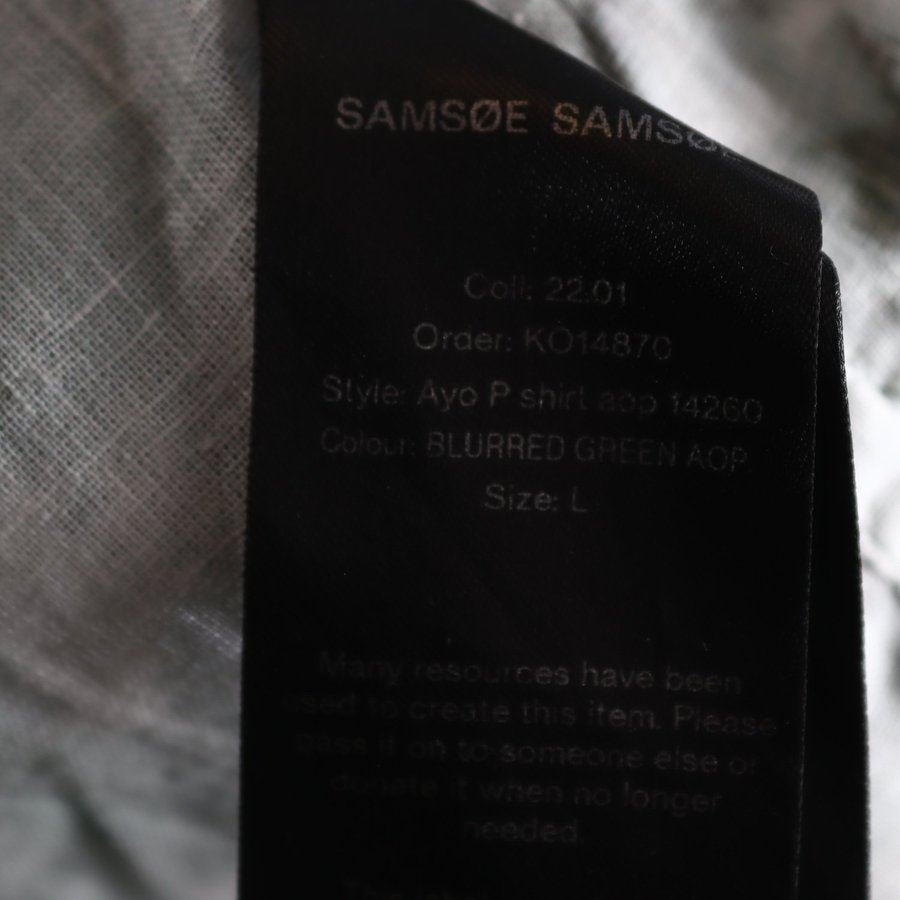 SAMSØE SAMSØE
Coll: 22.01
Order: KO14870
Style: Ayo P shirt aop 14260
Colour: BLURRED GREEN AOP
Size: L
Many resources have been
used to create this item. Please
pass it on to someone else or
donate it when no longer
needed.